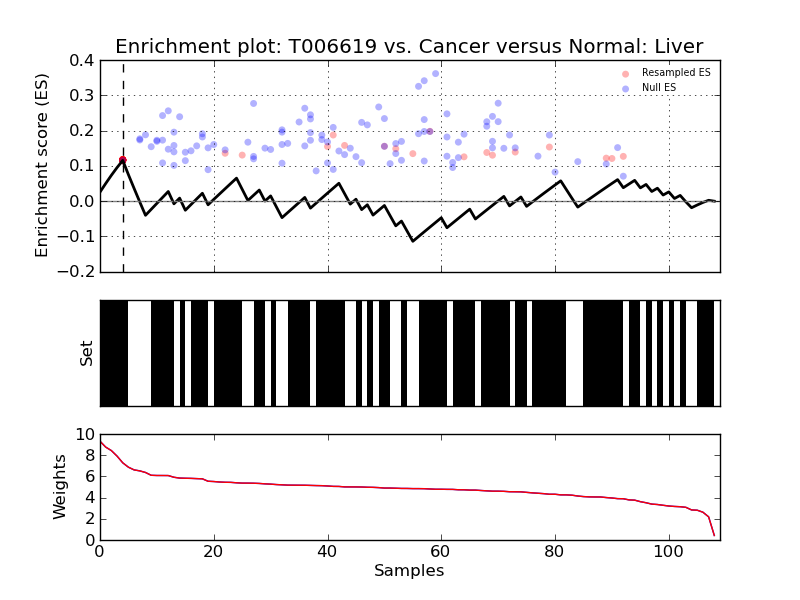 Enrichment plot: T006619 vs. Cancer versus Normal: Liver
Enrichment score (ES)
0.4
0.3
0.2
0.1
0.0
−0.1
−0.2
Resampled ES
Null ES
Set
Weights
10
8
6
4
2
0
0 20 40 60 80 100
Samples